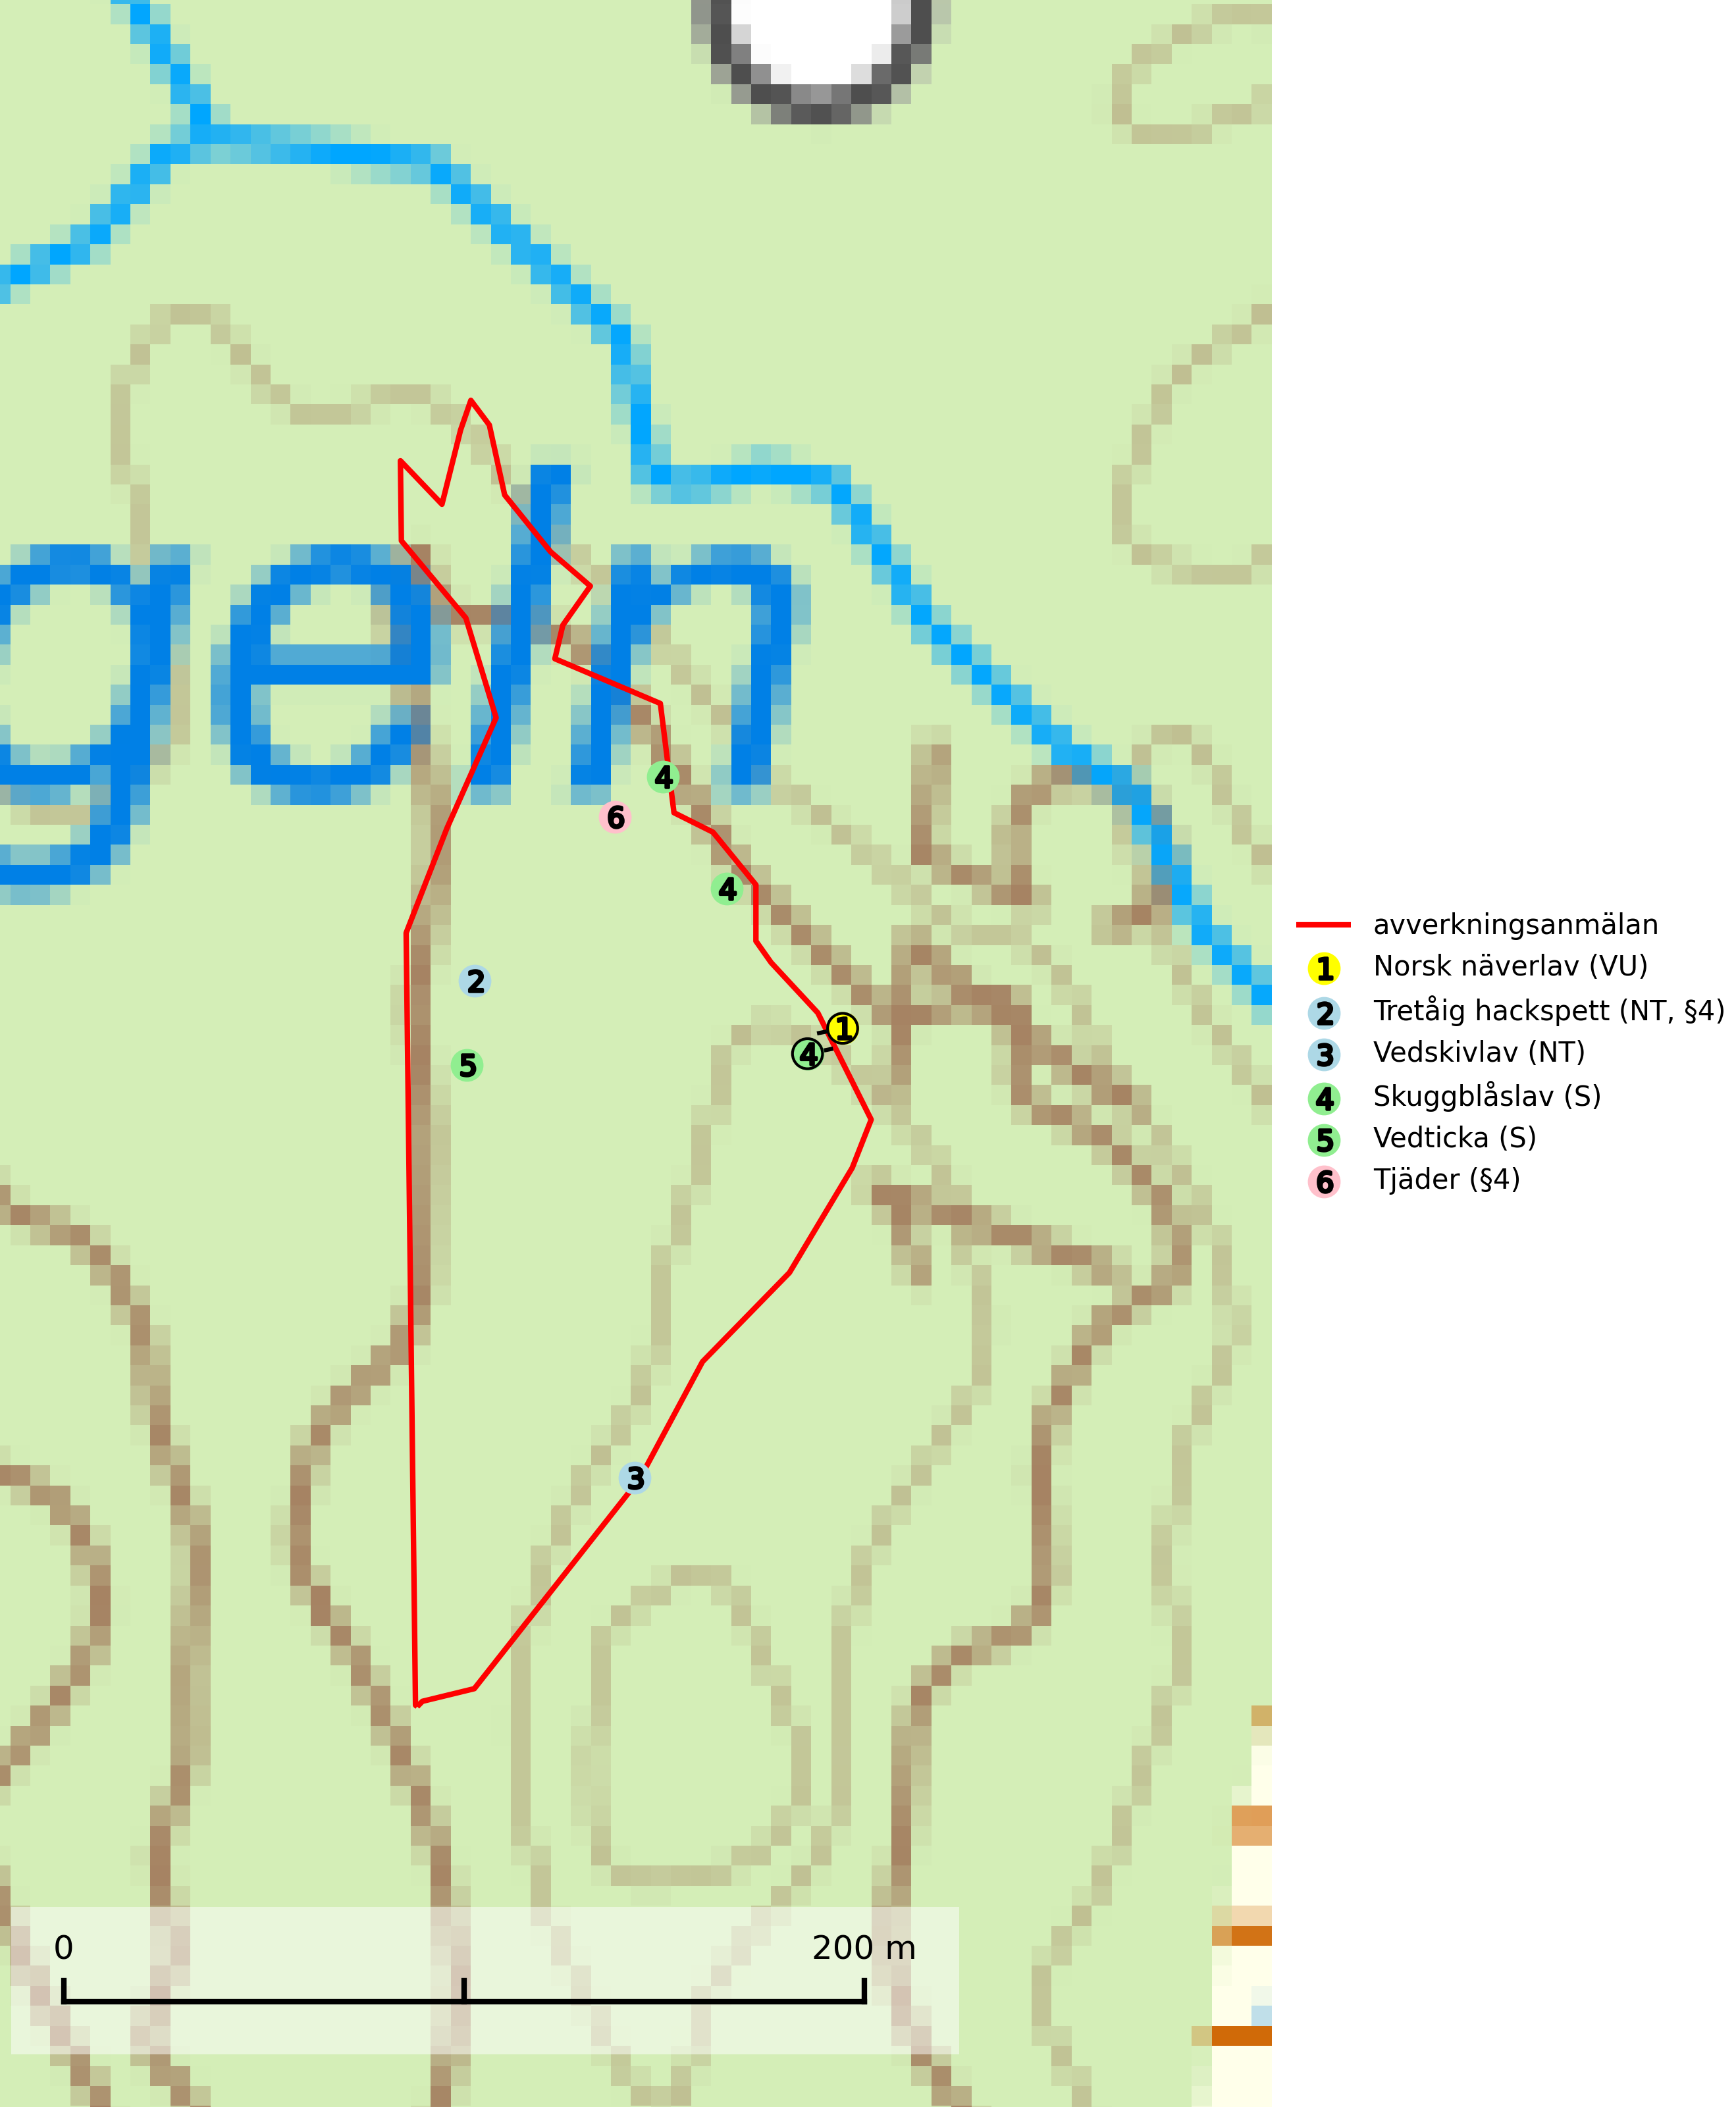 geln
4
6
4
2
1
4
5
3
avverkningsanmälan
1 Norsk näverlav (VU)
2 Tretåig hackspett (NT, §4)
3 Vedskivlav (NT)
4 Skuggblåslav (S)
5 Vedticka (S)
6 Tjäder (§4)
0 200 m